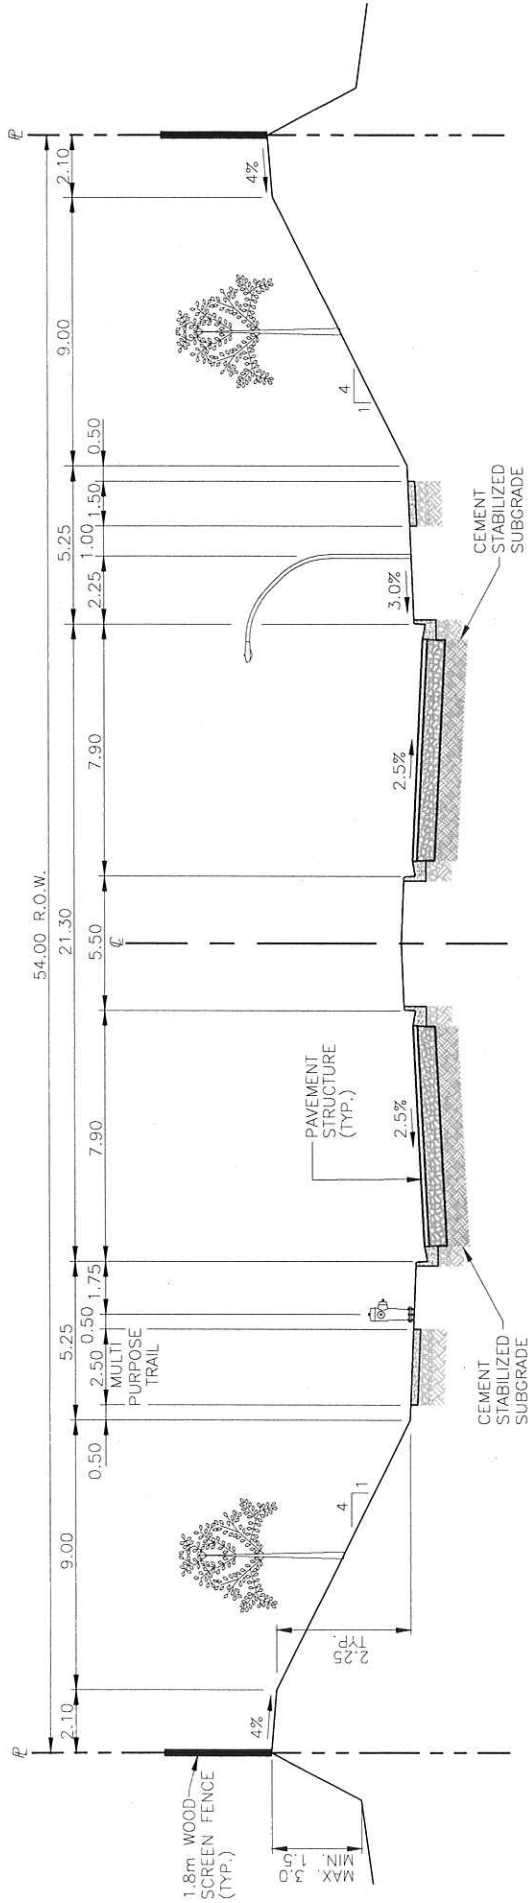 ℄
54.00 R.O.W.
℄
2.10
9.00
5.25
21.30
5.25
9.00
2.10
0.50
2.50
0.50
1.75
7.90
5.50
7.90
2.25
1.00
1.50
0.50
MULTI
PURPOSE
TRAIL
℄
1.8m WOOD
SCREEN FENCE
(TYP.)
4%
4%
MAX. 3.0
MIN. 1.5
2.25
TYP.
4
1
4
1
PAVEMENT
STRUCTURE
(TYP.)
2.5%
2.5%
3.0%
CEMENT
STABILIZED
SUBGRADE
CEMENT
STABILIZED
SUBGRADE